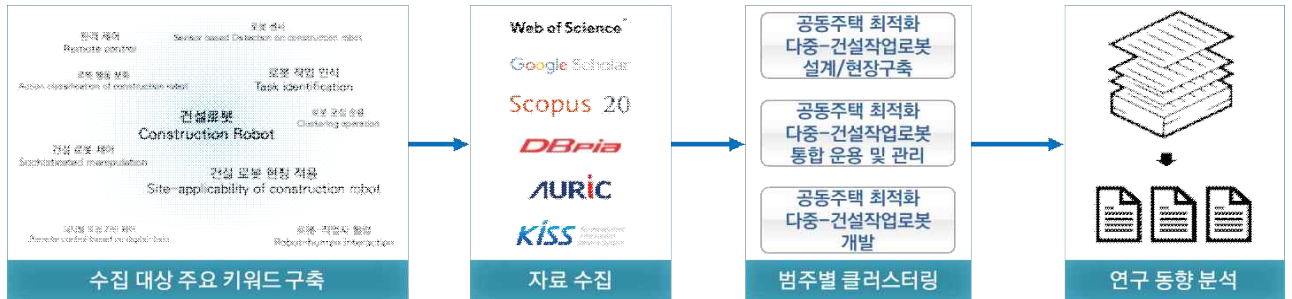 원격 제어
Remote control
로봇 센서
Sensor based Detection on construction robot
로봇 행동 분류
Action classification of construction robot
로봇 작업 인식
Task identification
건설로봇
Construction Robot
로봇 군집 운용
Clustering operation
건설 로봇 제어
Sophisticated manipulation
건설 로봇 현장 적용
Site-applicability of construction robot
Remote control based on digital twin
로봇-작업자 협업
Robot-human interaction
수집 대상 주요 키워드 구축
Web of Science
Google Scholar
Scopus 20
DBpia
AURIC
KISS
자료 수집
공동주택 최적화
다중-건설작업로봇
설계/현장구축
공동주택 최적화
다중-건설작업로봇
통합 운용 및 관리
공동주택 최적화
다중-건설작업로봇
개발
범주별 클러스터링
연구 동향 분석